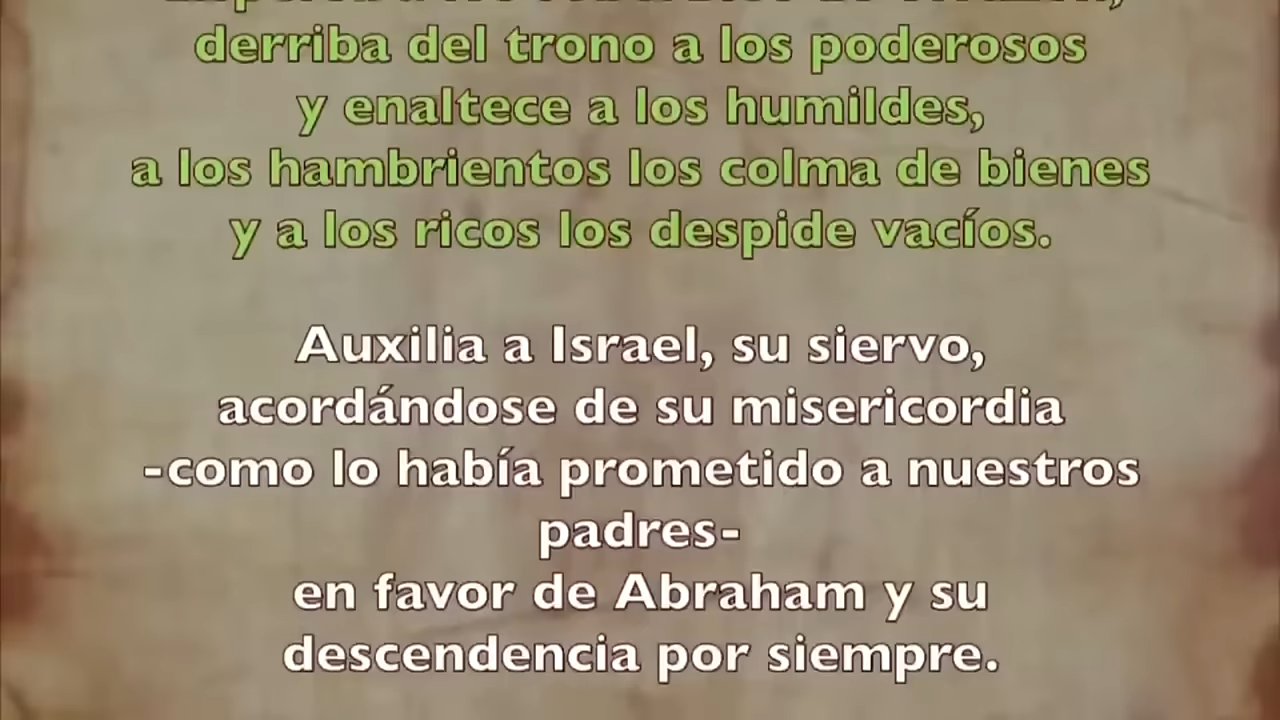 derriba del trono a los poderosos
y enaltece a los humildes,
a los hambrientos los colma de bienes
y a los ricos los despide vacíos.
Auxilia a Israel, su siervo,
acordándose de su misericordia
-como lo había prometido a nuestros
padres-
en favor de Abraham y su
descendencia por siempre.